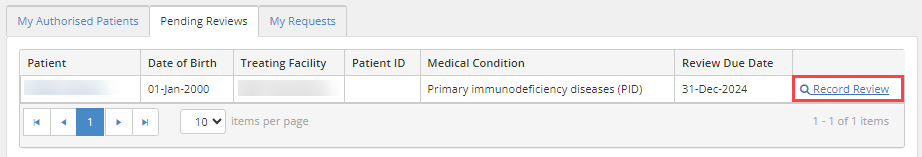 My Authorised Patients Pending Reviews My Requests
Patient Date of Birth Treating Facility Patient ID Medical Condition Review Due Date
01-Jan-2000 Primary immunodeficiency diseases (PID) 31-Dec-2024 Record Review
1 10 items per page 1 - 1 of 1 items